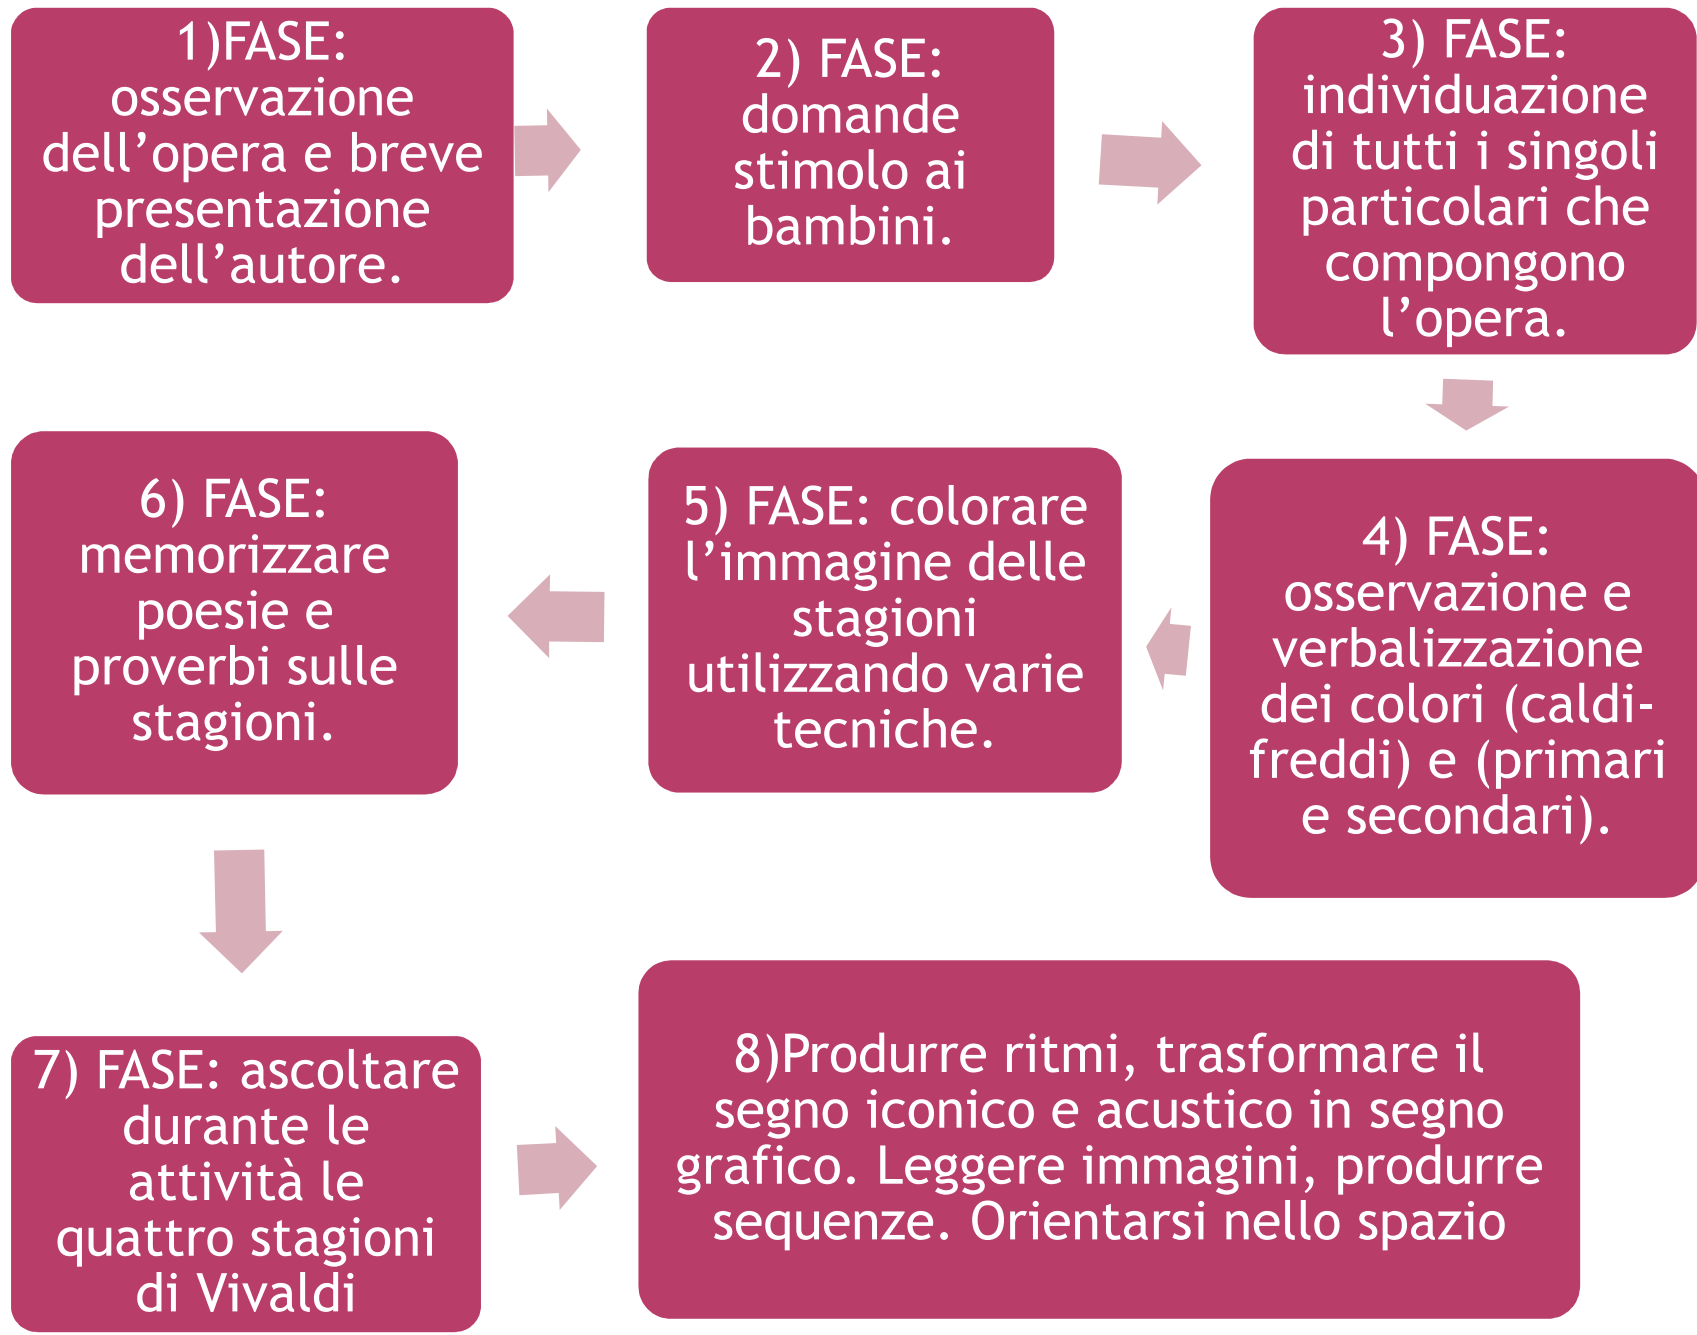 1)FASE:
osservazione
dell’opera e breve
presentazione
dell’autore.
2) FASE:
domande
stimolo ai
bambini.
3) FASE:
individuazione
di tutti i singoli
particolari che
compongono
l’opera.
4) FASE:
osservazione e
verbalizzazione
dei colori (caldi-
freddi) e (primari
e secondari).
5) FASE: colorare
l’immagine delle
stagioni
utilizzando varie
tecniche.
6) FASE:
memorizzare
poesie e
proverbi sulle
stagioni.
7) FASE: ascoltare
durante le
attività le
quattro stagioni
di Vivaldi
8)Produrre ritmi, trasformare il
segno iconico e acustico in segno
grafico. Leggere immagini, produrre
sequenze. Orientarsi nello spazio